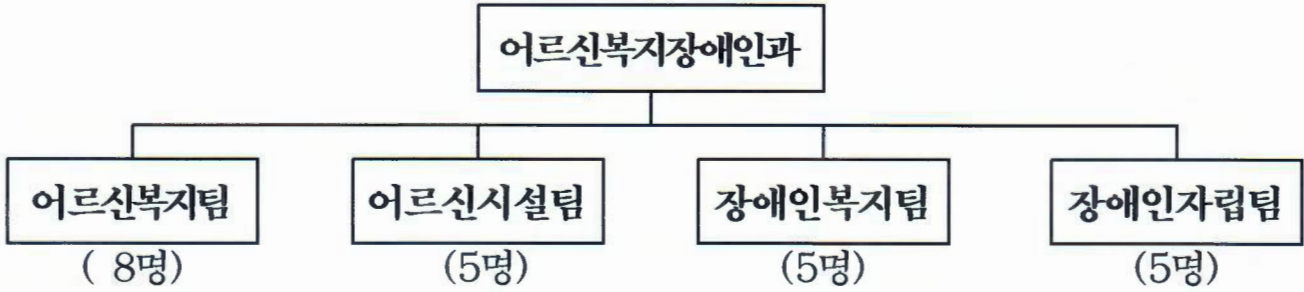 어르신복지장애인과
어르신복지팀 어르신시설팀 장애인복지팀 장애인자립팀
( 8명) (5명) (5명) (5명)